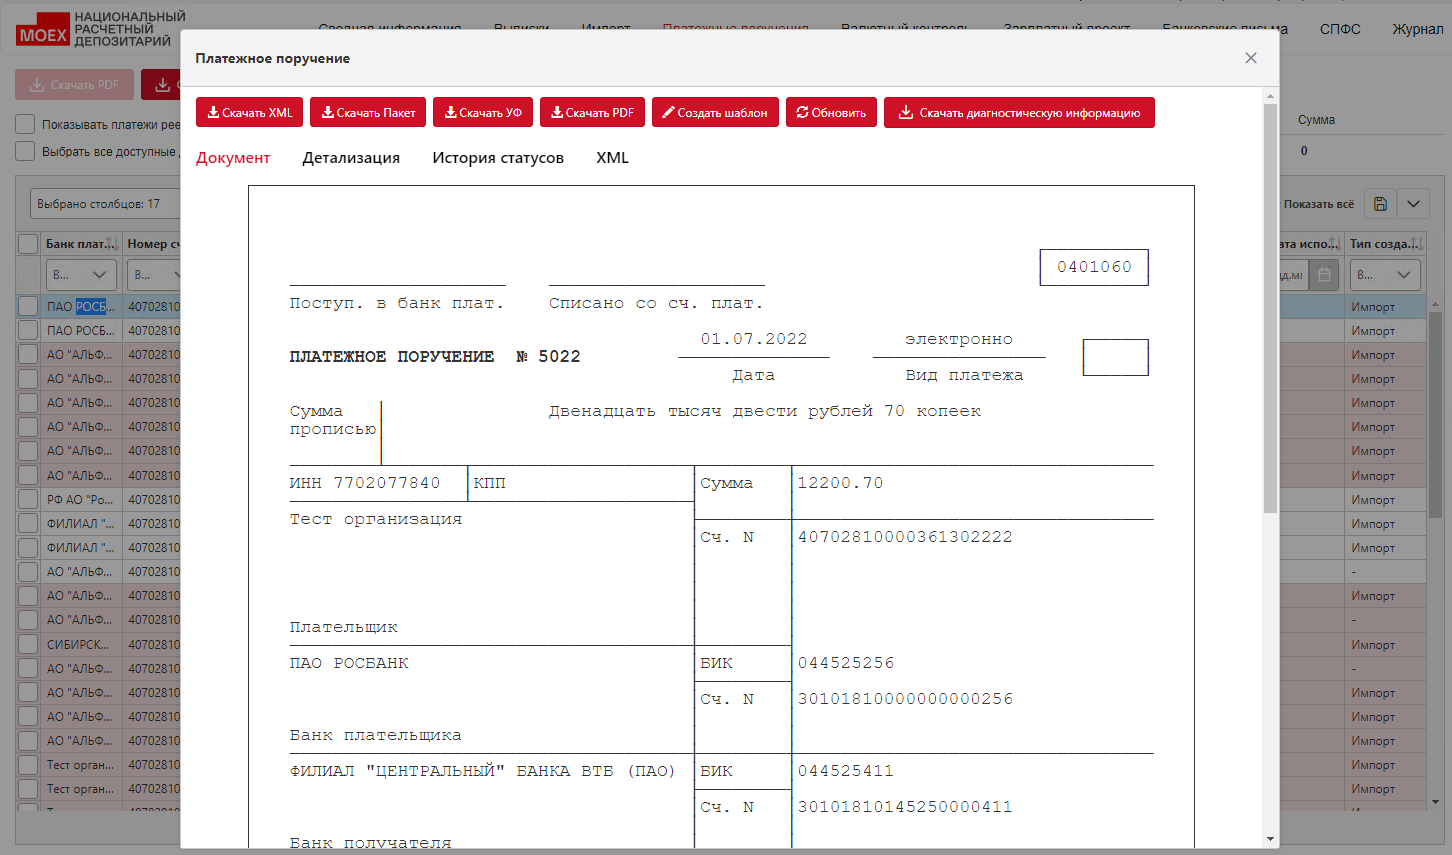 НАЦИОНАЛЬНЫЙ
РАСЧЕТНЫЙ
ДЕПОЗИТАРИЙ
MOEX
Сводная информация Выписки Импорт Платежные поручения Валютный контроль Зарплатный проект Банковские письма СПФС Журнал
Платежное поручение
Скачать PDF
Скачать XML Скачать Пакет Скачать УФ Скачать PDF Создать шаблон Обновить Скачать диагностическую информацию
Показывать платежи рее
Сумма
Выбрать все доступные
0
Документ Детализация История статусов XML
Выбрано столбцов: 17
Показать всё
Банк плат... Номер сч
ата испо... Тип созда...
В... В...
д.мм В...
ПАО РОСБ... 40702810 Импорт
ПАО РОСБ... 40702810 Импорт
АО "АЛЬФ... 40702810 Импорт
АО "АЛЬФ... 40702810 Импорт
АО "АЛЬФ... 40702810 Импорт
АО "АЛЬФ... 40702810 Импорт
АО "АЛЬФ... 40702810 Импорт
АО "АЛЬФ... 40702810 Импорт
РФ АО "Ро... 40702810 Импорт
ФИЛИАЛ "... 40702810 Импорт
ФИЛИАЛ "... 40702810 Импорт
АО "АЛЬФ... 40702810 -
АО "АЛЬФ... 40702810 Импорт
АО "АЛЬФ... 40702810 -
СИБИРСК... 40702810 Импорт
АО "АЛЬФ... 40702810 -
АО "АЛЬФ... 40702810 Импорт
АО "АЛЬФ... 40702810 Импорт
АО "АЛЬФ... 40702810 Импорт
Тест орган... 40702810 Импорт
Тест орган... 40702810 Импорт
0401060
Поступ. в банк плат. Списано со сч. плат.
01.07.2022 электронно
ПЛАТЕЖНОЕ ПОРУЧЕНИЕ № 5022
Дата Вид платежа
Сумма Двенадцать тысяч двести рублей 70 копеек
прописью
ИНН 7702077840 КПП Сумма 12200.70
Тест организация
Сч. N 40702810000361302222
Плательщик
ПАО РОСБАНК БИК 044525256
Сч. N 30101810000000000256
Банк плательщика
ФИЛИАЛ "ЦЕНТРАЛЬНЫЙ" БАНКА ВТБ (ПАО) БИК 044525411
Сч. N 30101810145250000411
Банк получателя